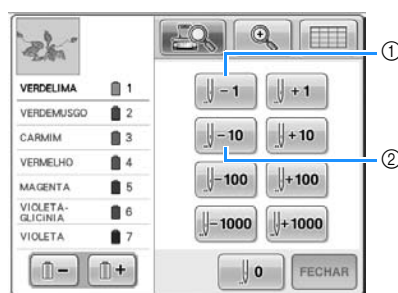 ①
VERDELIMA 1
-1 +1
VERDEMUSGO 2
CARMIM 3
-10 +10
②
VERMELHO 4
MAGENTA 5
-100 +100
VIOLETA-
GLICINIA 6
VIOLETA 7
-1000 +1000
- +
0 FECHAR